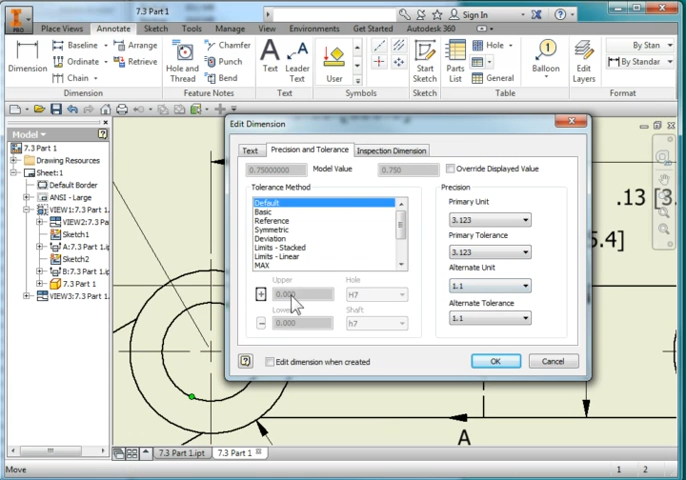 PRO
7.3 Part 1
Sign In
Place Views
Annotate
Sketch
Tools
Manage
View
Environments
Get Started
Autodesk 360
Dimension
Baseline
Ordinate
Chain
Arrange
Retrieve
Dimension
Hole and
Thread
Chamfer
Punch
Bend
Feature Notes
Text
Leader
Text
Text
User
Symbols
Start
Sketch
Sketch
Parts
List
Hole
General
Table
1
Balloon
Edit
Layers
By Stan
By Standar
Format
Model
7.3 Part 1
Drawing Resources
Sheet:1
Default Border
ANSI - Large
VIEW1:7.3 Part 1.
VIEW2:7.3 Part
Sketch1
A:7.3 Part 1.ip
Sketch2
B:7.3 Part 1.ip
7.3 Part 1
VIEW3:7.3 Part 1.
Edit Dimension
Text
Precision and Tolerance
Inspection Dimension
0.75000000
Model Value
0.750
Override Displayed Value
Tolerance Method
Default
Basic
Reference
Symmetric
Deviation
Limits - Stacked
Limits - Linear
MAX
Upper
0.000
Hole
H7
Lower
0.000
Shaft
h7
Precision
Primary Unit
3.123
Primary Tolerance
3.123
Alternate Unit
1.1
Alternate Tolerance
1.1
Edit dimension when created
OK
Cancel
.13 [3.
5.4]
A
7.3 Part 1.ipt
7.3 Part 1
Move
1
2